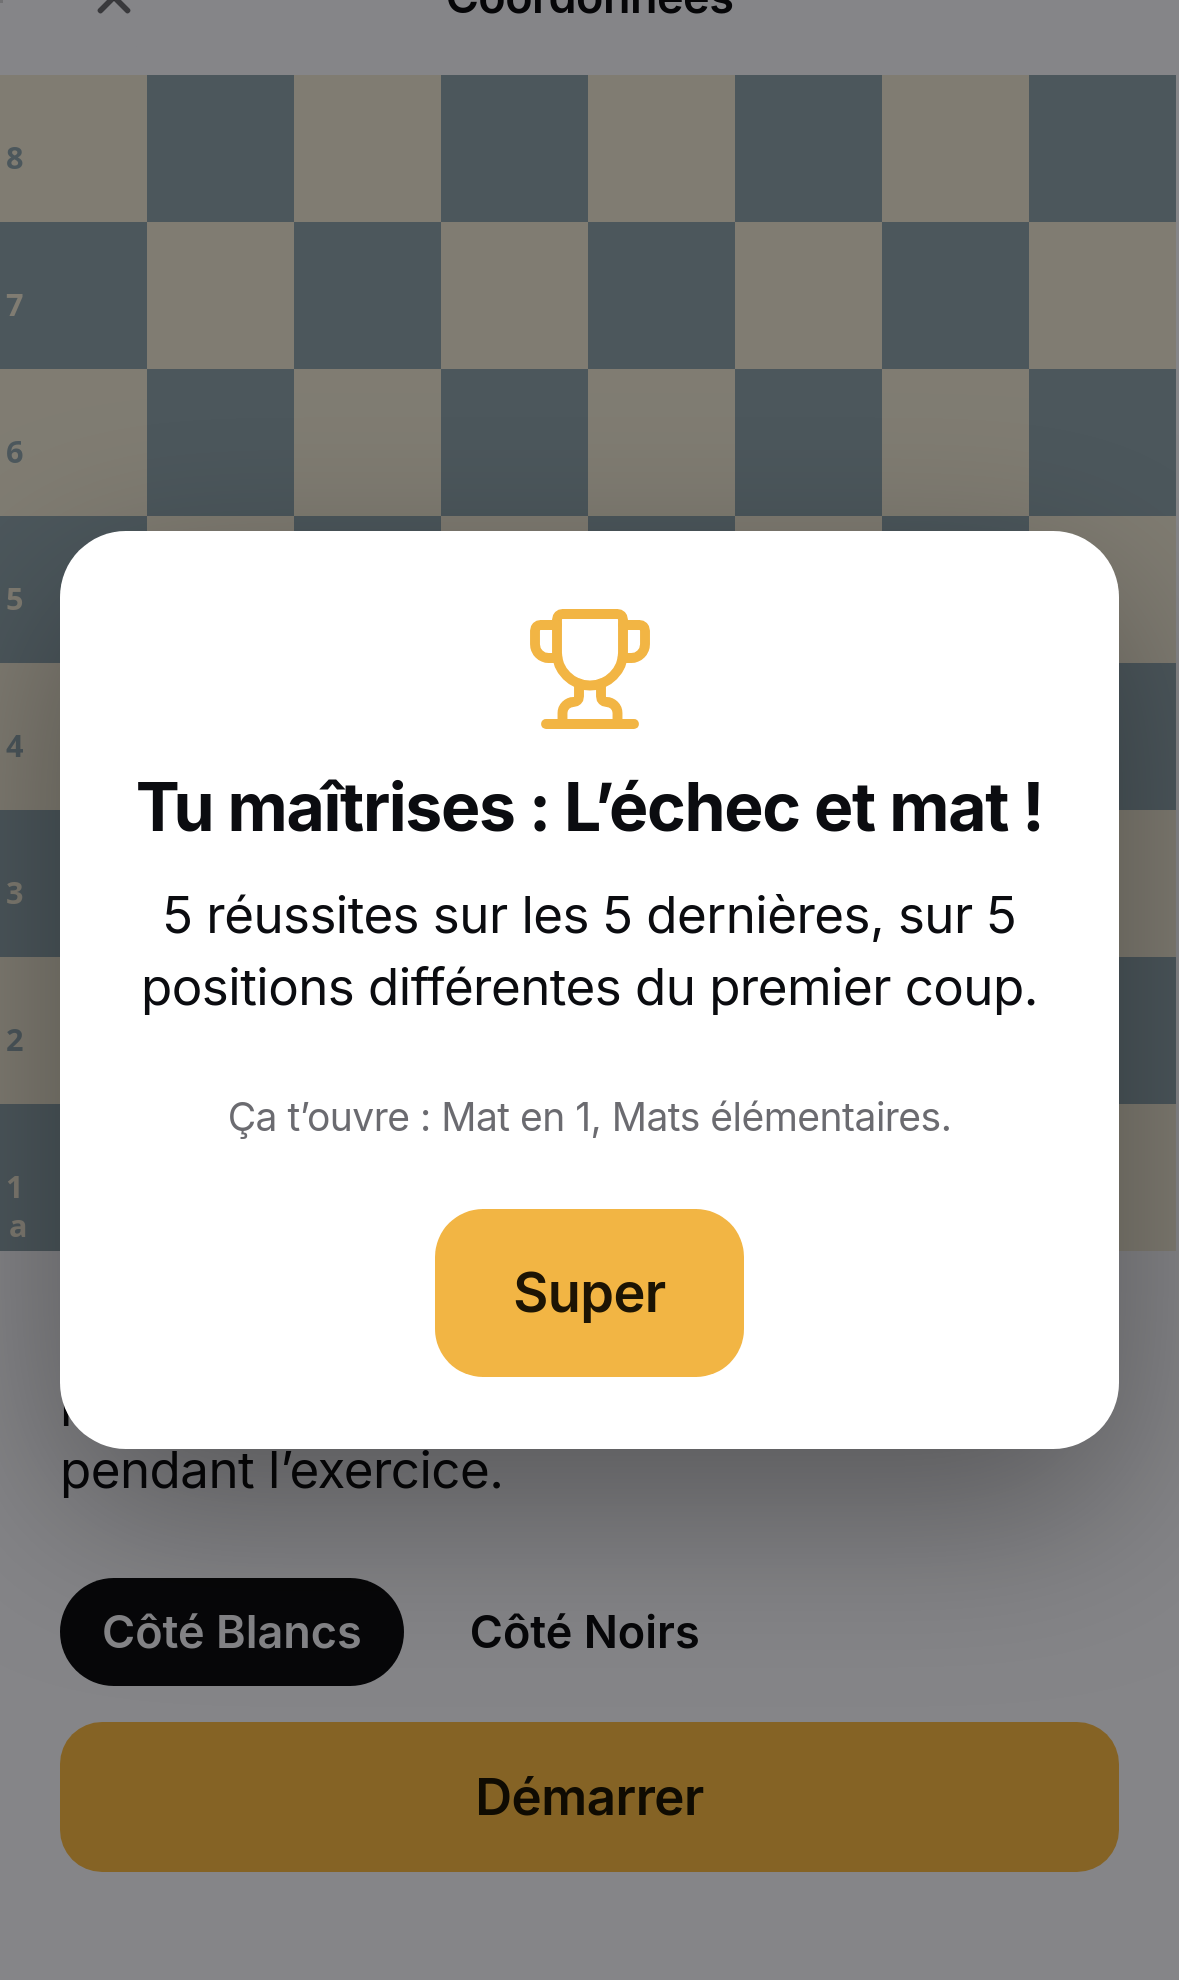 Coordonnées
8
7
6
5
4
3
2
1
a
Tu maîtrises : L’échec et mat !
5 réussites sur les 5 dernières, sur 5
positions différentes du premier coup.
Ça t’ouvre : Mat en 1, Mats élémentaires.
Super
pendant l’exercice.
Côté Blancs
Côté Noirs
Démarrer